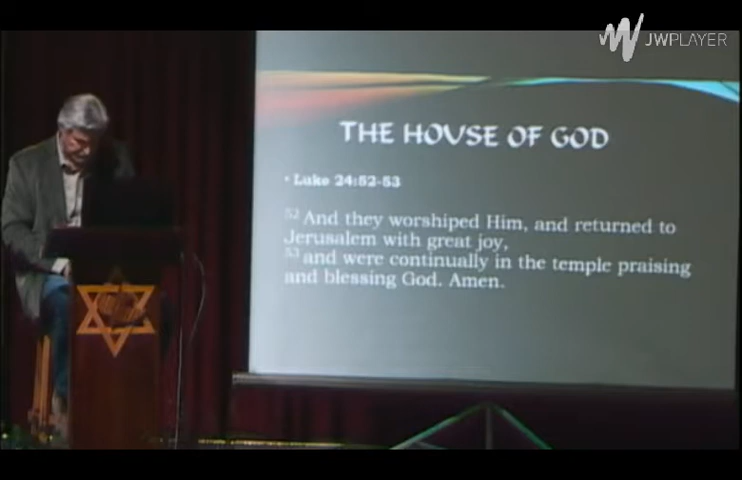 JWPLAYER
THE HOUSE OF GOD
• Luke 24:52-53
52 And they worshiped Him, and returned to
Jerusalem with great joy,
53 and were continually in the temple praising
and blessing God. Amen.